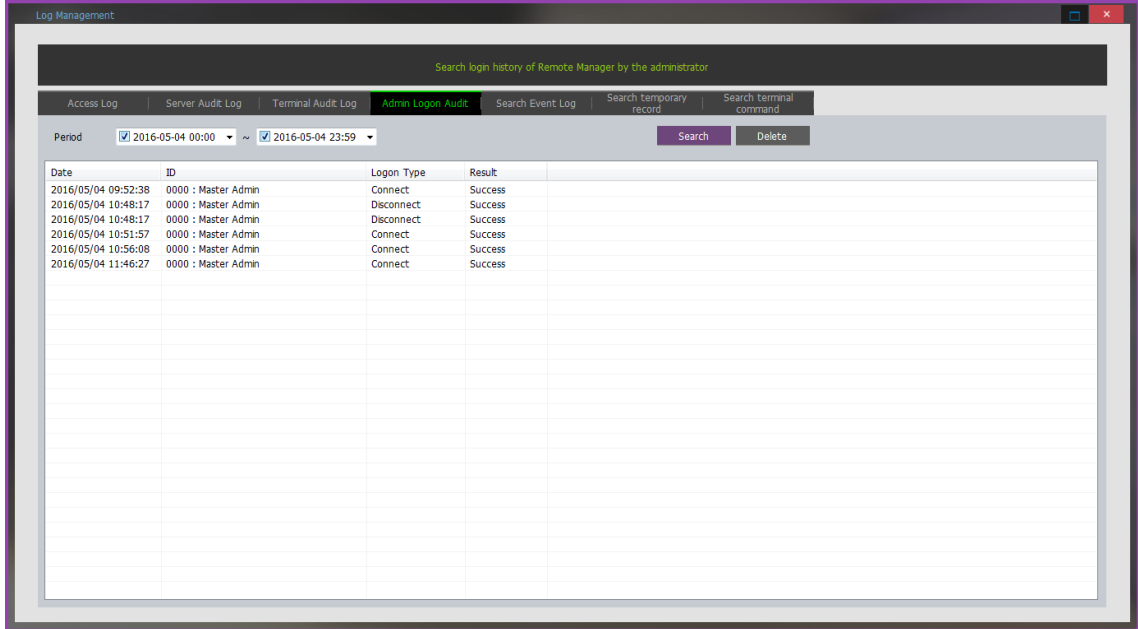 Log Management
Search login history of Remote Manager by the administrator
Access Log Server Audit Log Terminal Audit Log Admin Logon Audit Search Event Log Search temporary record Search terminal command
Period 2016-05-04 00:00 ~ 2016-05-04 23:59 Search Delete
Date ID Logon Type Result
2016/05/04 09:52:38 0000 : Master Admin Connect Success
2016/05/04 10:48:17 0000 : Master Admin Disconnect Success
2016/05/04 10:48:17 0000 : Master Admin Disconnect Success
2016/05/04 10:51:57 0000 : Master Admin Connect Success
2016/05/04 10:56:08 0000 : Master Admin Connect Success
2016/05/04 11:46:27 0000 : Master Admin Connect Success